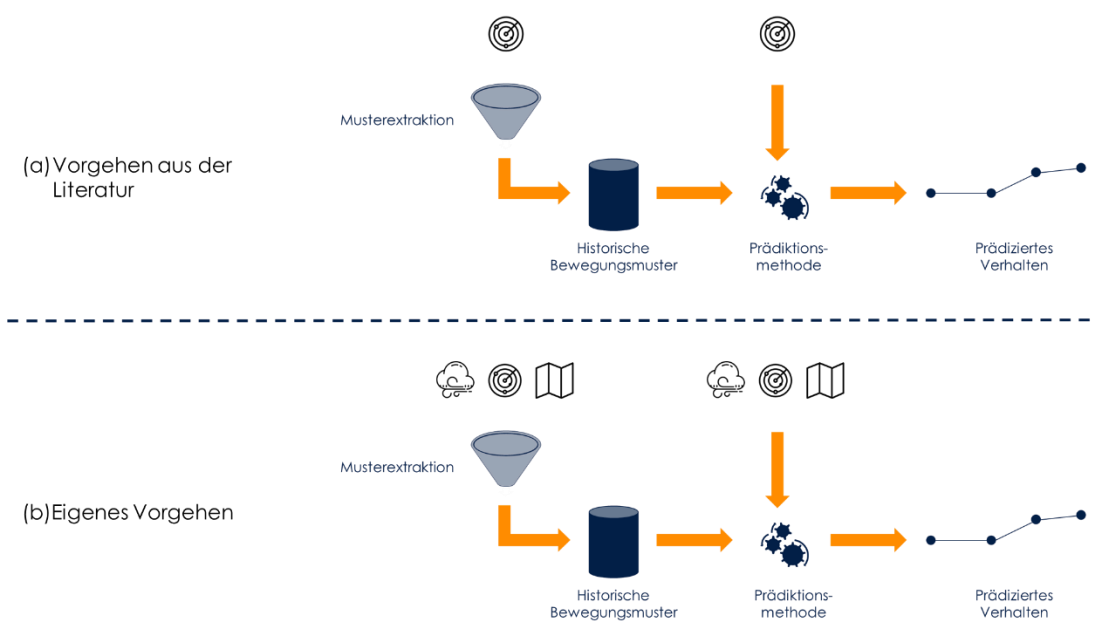 Musterextraktion
(a) Vorgehen aus der
Literatur
Historische
Bewegungsmuster
Prädiktions-
methode
Prädiziertes
Verhalten
Musterextraktion
(b) Eigenes Vorgehen
Historische
Bewegungsmuster
Prädiktions-
methode
Prädiziertes
Verhalten